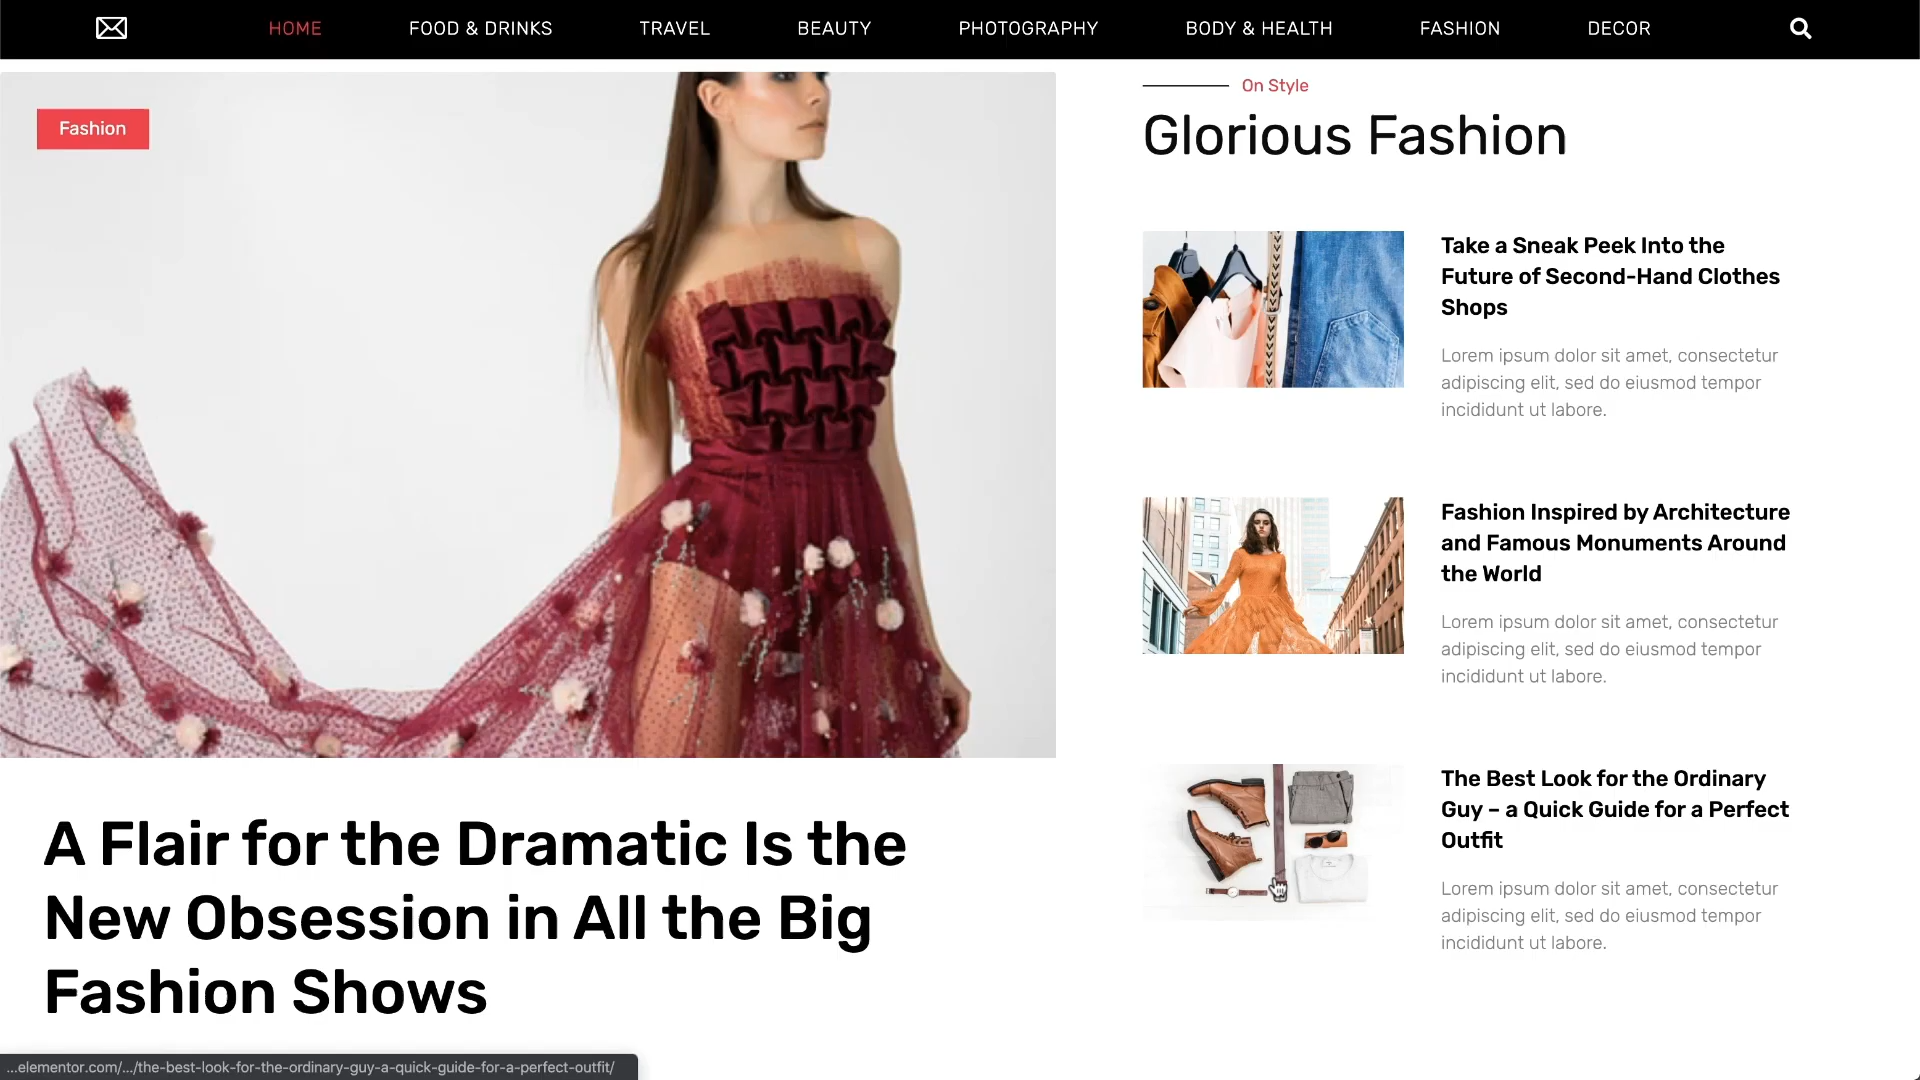 HOME FOOD & DRINKS TRAVEL BEAUTY PHOTOGRAPHY BODY & HEALTH FASHION DECOR
Fashion
A Flair for the Dramatic Is the
New Obsession in All the Big
Fashion Shows
On Style
Glorious Fashion
Take a Sneak Peek Into the
Future of Second-Hand Clothes
Shops
Lorem ipsum dolor sit amet, consectetur
adipiscing elit, sed do eiusmod tempor
incididunt ut labore.
Fashion Inspired by Architecture
and Famous Monuments Around
the World
Lorem ipsum dolor sit amet, consectetur
adipiscing elit, sed do eiusmod tempor
incididunt ut labore.
The Best Look for the Ordinary
Guy – a Quick Guide for a Perfect
Outfit
Lorem ipsum dolor sit amet, consectetur
adipiscing elit, sed do eiusmod tempor
incididunt ut labore.
...elementor.com/.../the-best-look-for-the-ordinary-guy-a-quick-guide-for-a-perfect-outfit/